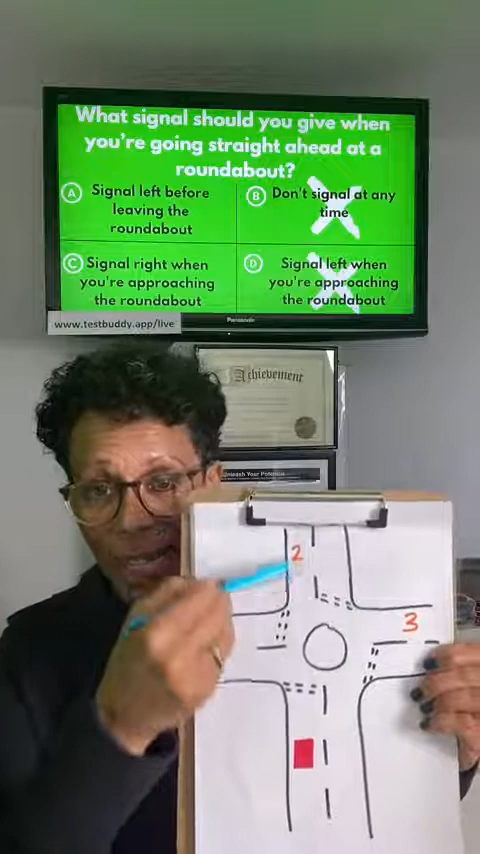 What signal should you give when
you're going straight ahead at a
roundabout?
A
Signal left before
leaving the
roundabout
B
Don't signal at any
time
C
Signal right when
you're approaching
the roundabout
D
Signal left when
you're approaching
the roundabout
www.testbuddy.app/live
Panasonic
Achievement
Unleash Your Potential
2
3